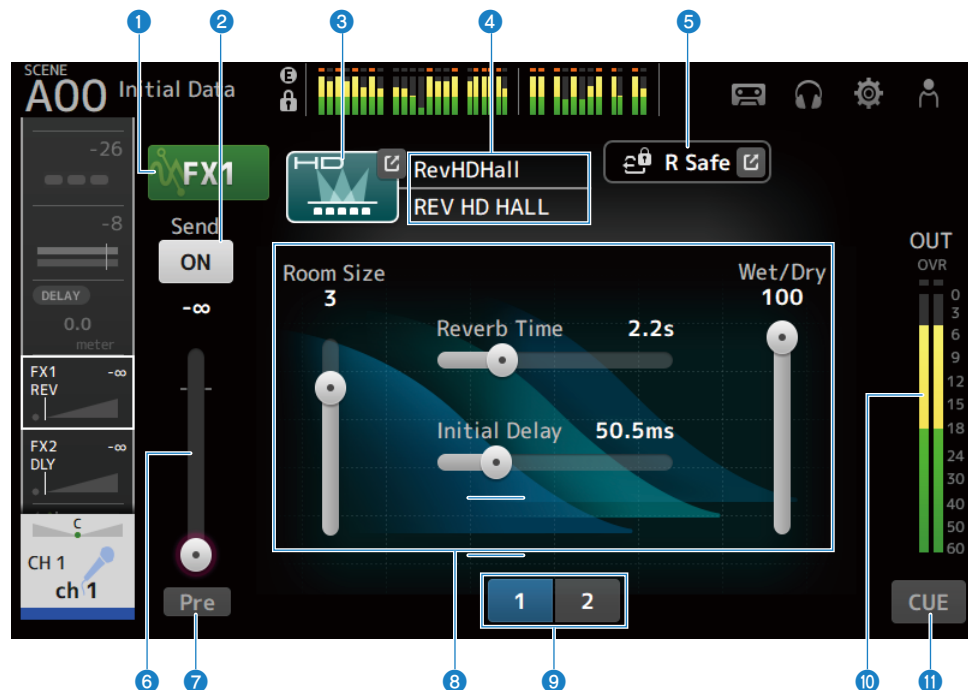 1 2 3 4 5
SCENE
A00 Initial Data
E
-26
FX1
HD
RevHDHall
REV HD HALL
R Safe
-8
Send
ON
-∞
DELAY
0.0
meter
FX1 -∞
REV
FX2 -∞
DLY
C
CH 1
ch 1
Pre
Room Size
3
Reverb Time 2.2s
Initial Delay 50.5ms
Wet/Dry
100
1 2
OUT
OVR
0
3
6
9
12
15
18
24
30
40
50
60
CUE
6 7 8 9 10 11